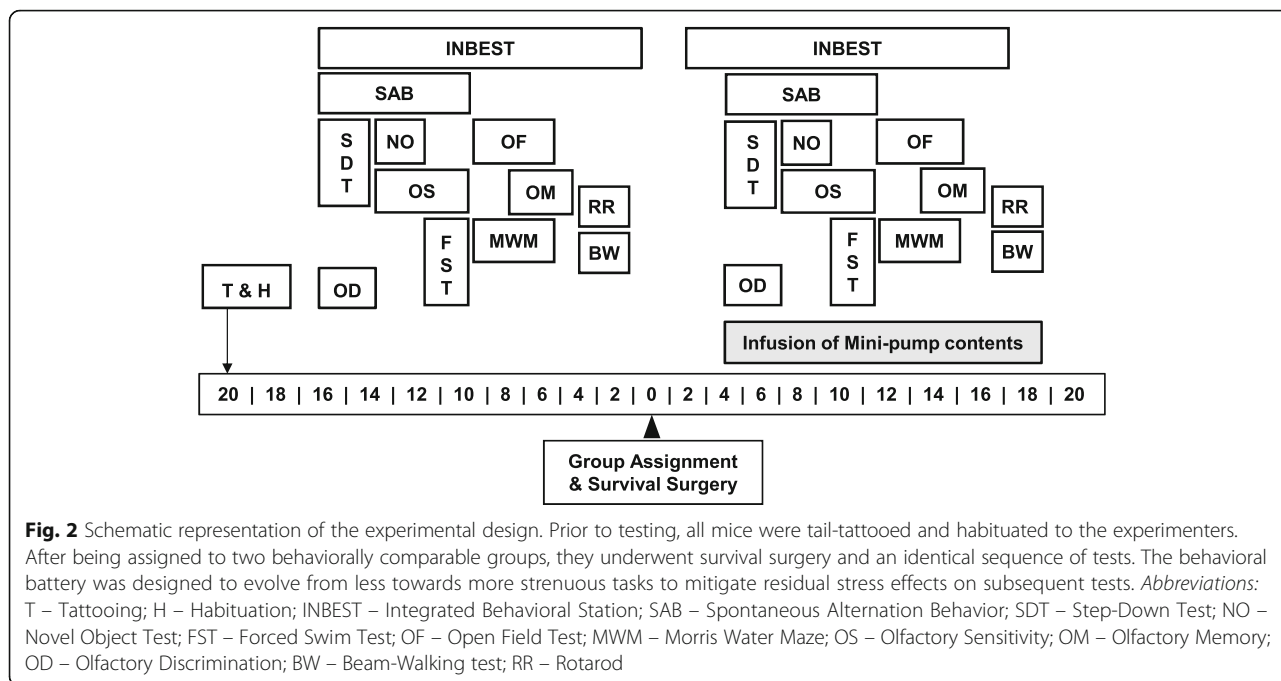 INBEST INBEST
SAB SAB
SDT NO OF SDT NO OF
OS OM RR OS OM RR
FST MWM BW FST MWM BW
T & H OD OD
Infusion of Mini-pump contents
20 | 18 | 16 | 14 | 12 | 10 | 8 | 6 | 4 | 2 | 0 | 2 | 4 | 6 | 8 | 10 | 12 | 14 | 16 | 18 | 20
Group Assignment
& Survival Surgery
Fig. 2 Schematic representation of the experimental design. Prior to testing, all mice were tail-tattooed and habituated to the experimenters.
After being assigned to two behaviorally comparable groups, they underwent survival surgery and an identical sequence of tests. The behavioral
battery was designed to evolve from less towards more strenuous tasks to mitigate residual stress effects on subsequent tests. Abbreviations:
T – Tattooing; H – Habituation; INBEST – Integrated Behavioral Station; SAB – Spontaneous Alternation Behavior; SDT – Step-Down Test; NO –
Novel Object Test; FST – Forced Swim Test; OF – Open Field Test; MWM – Morris Water Maze; OS – Olfactory Sensitivity; OM – Olfactory Memory;
OD – Olfactory Discrimination; BW – Beam-Walking test; RR – Rotarod